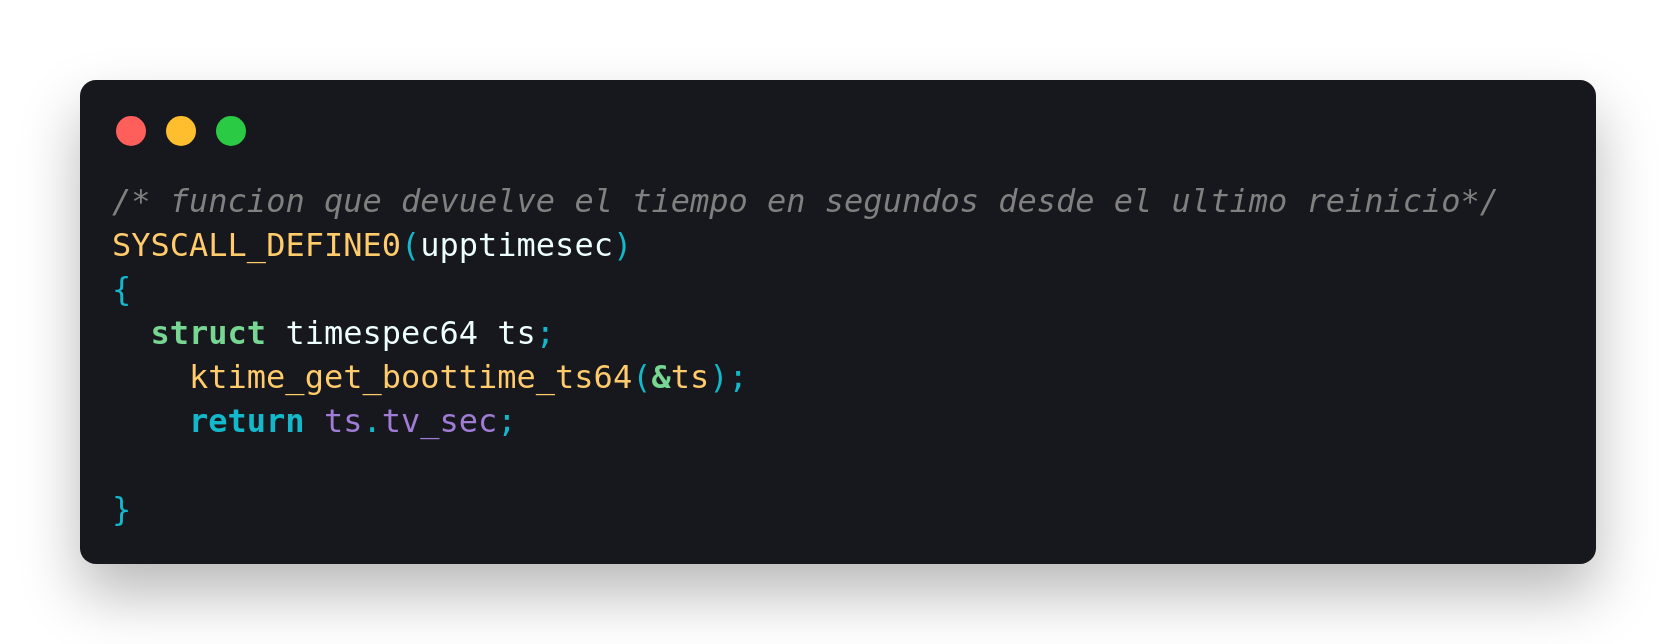 /* funcion que devuelve el tiempo en segundos desde el ultimo reinicio*/
SYSCALL_DEFINE0(upptimesec)
{
  struct timespec64 ts;
    ktime_get_boottime_ts64(&ts);
    return ts.tv_sec;

}